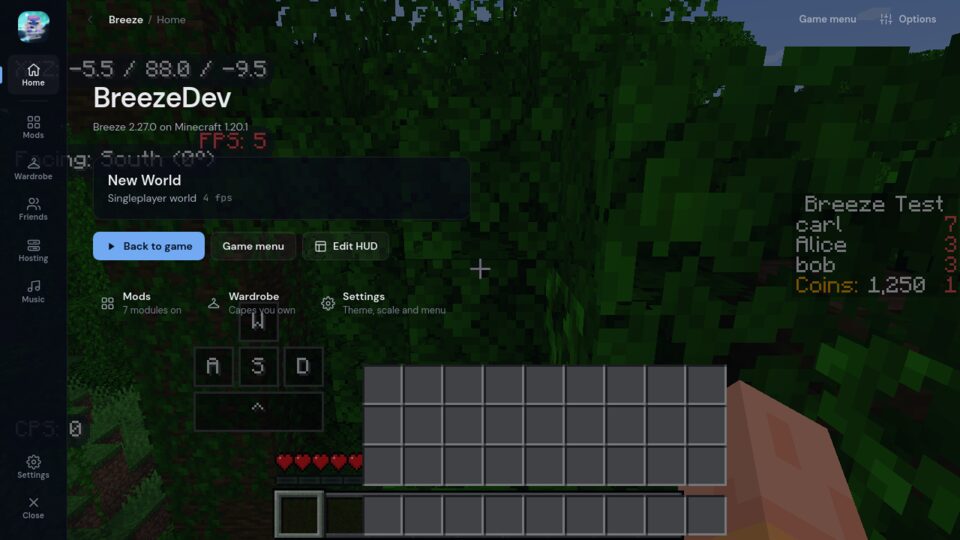 Breeze / Home
Game menu
Options
Home
-5.5 / 88.0 / -9.5
BreezeDev
Breeze 2.27.0 on Minecraft 1.20.1
FPS: 5
Mods
Facing: South (0°)
Wardrobe
New World
Singleplayer world 4 fps
Friends
Breeze Test
carl 7
Alice 3
bob 3
Coins: 1,250 1
Hosting
Back to game
Game menu
Edit HUD
Music
Mods
7 modules on
Wardrobe
Capes you own
Settings
Theme, scale and menu
W
A S D
^
CPS: 0
Settings
Close